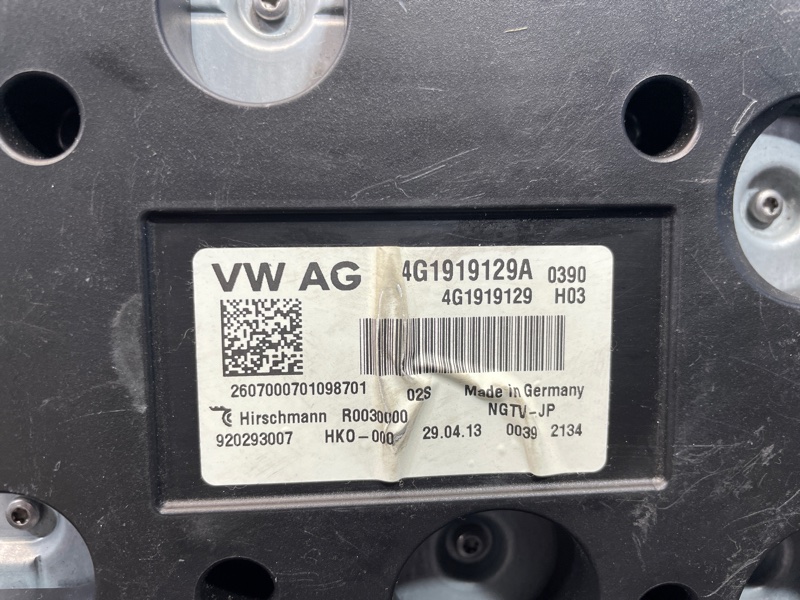 VW AG 4G1919129A 0390
4G1919129 H03
2607000701098701 02S Made in Germany
Hirschmann R0030000 NGTV-JP
920293007 HKO-000 29.04.13 0039 2134